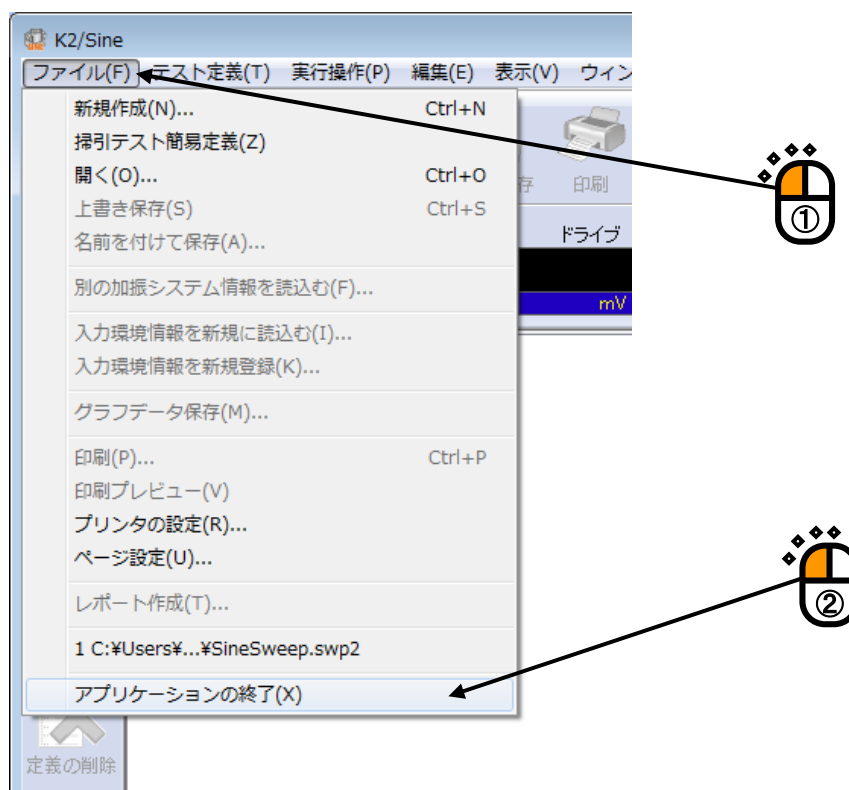 K2/Sine
ファイル(F) テスト定義(T) 実行操作(P) 編集(E) 表示(V) ウィン
新規作成(N)... Ctrl+N
掃引テスト簡易定義(Z)
開く(O)... Ctrl+O
上書き保存(S) Ctrl+S
名前を付けて保存(A)...
別の加振システム情報を読込む(F)...
入力環境情報を新規に読込む(I)...
入力環境情報を新規登録(K)...
グラフデータ保存(M)...
印刷(P)... Ctrl+P
印刷プレビュー(V)
プリンタの設定(R)...
ページ設定(U)...
レポート作成(T)...
1 C:¥Users¥...¥SineSweep.swp2
アプリケーションの終了(X)
存 印刷
ドライブ
mV
①
②
定義の削除